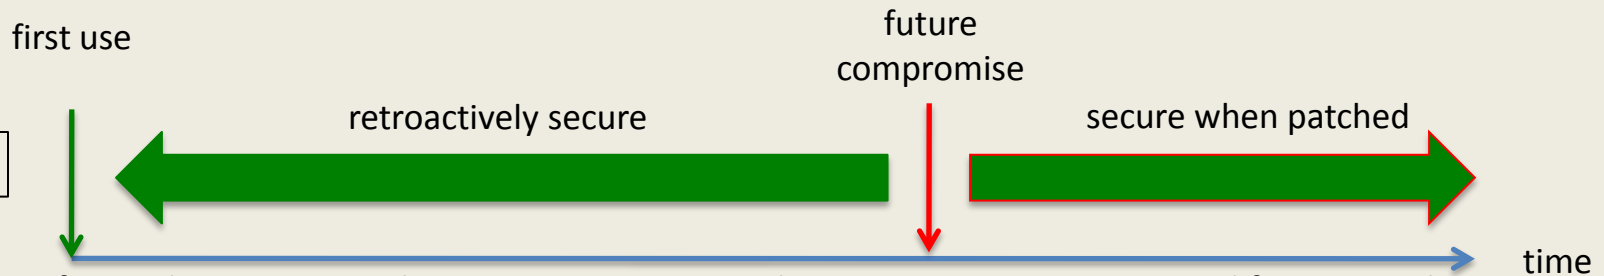 first use
future
compromise
retroactively secure
secure when patched
time